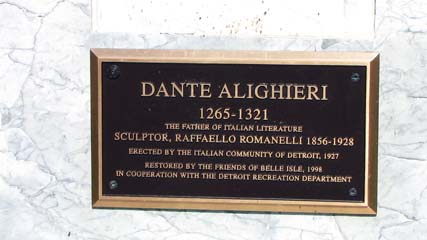 DANTE ALIGHIERI
1265-1321
THE FATHER OF ITALIAN LITERATURE
SCULPTOR, RAFFAELLO ROMANELLI 1856-1928
ERECTED BY THE ITALIAN COMMUNITY OF DETROIT, 1927
RESTORED BY THE FRIENDS OF BELLE ISLE, 1998
IN COOPERATION WITH THE DETROIT RECREATION DEPARTMENT